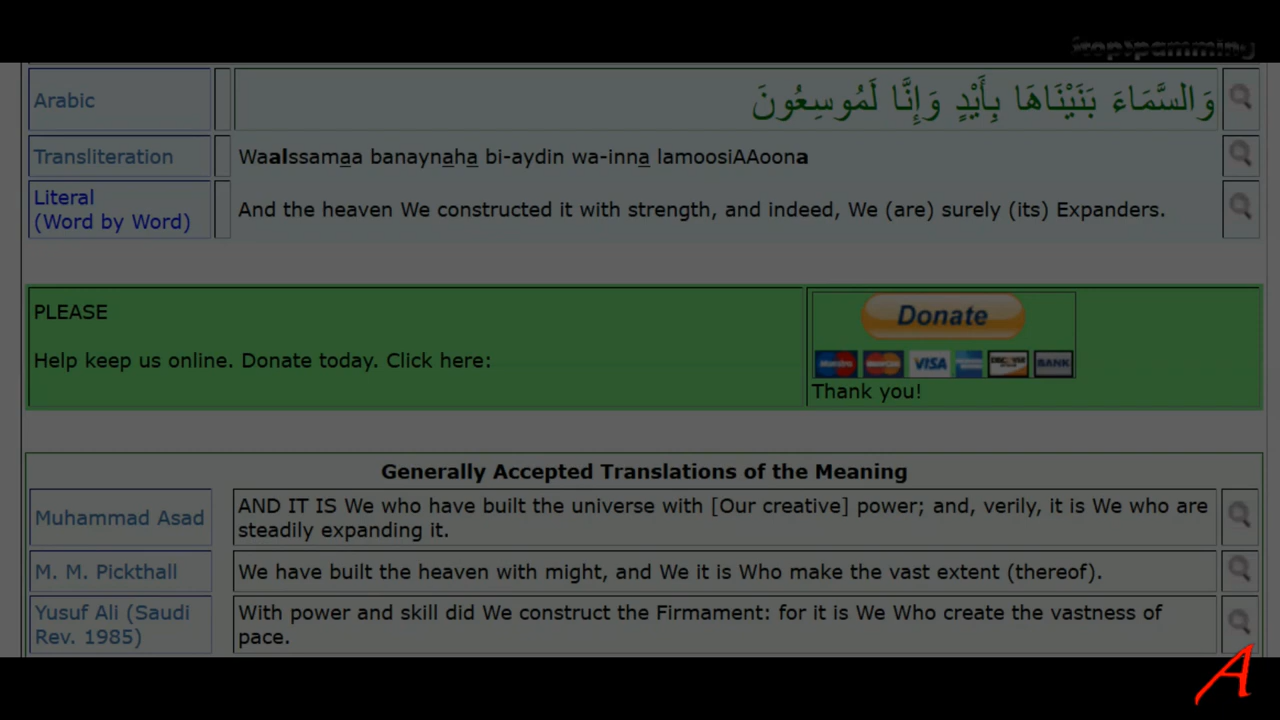 stopspamming
Arabic
وَالسَّمَاءَ بَنَيْنَاهَا بِأَيْدٍ وَإِنَّا لَمُوسِعُونَ
Transliteration
Waalssamaa banaynaha bi-aydin wa-inna lamoosiAAoona
Literal
(Word by Word)
And the heaven We constructed it with strength, and indeed, We (are) surely (its) Expanders.
PLEASE
Help keep us online. Donate today. Click here:
Donate
Maestro MasterCard VISA DISCOVER BANK
Thank you!
Generally Accepted Translations of the Meaning
Muhammad Asad
AND IT IS We who have built the universe with [Our creative] power; and, verily, it is We who are
steadily expanding it.
M. M. Pickthall
We have built the heaven with might, and We it is Who make the vast extent (thereof).
Yusuf Ali (Saudi
Rev. 1985)
With power and skill did We construct the Firmament: for it is We Who create the vastness of
pace.
A